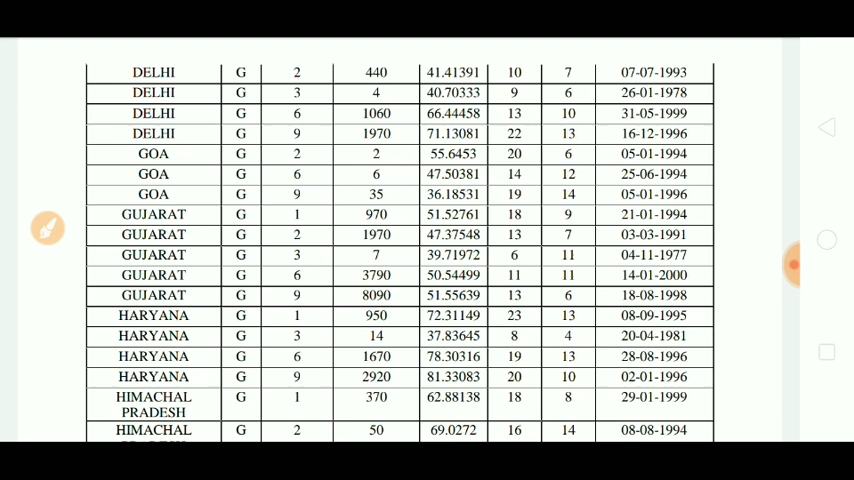 DELHI G 2 440 41.41391 10 7 07-07-1993
DELHI G 3 4 40.70333 9 6 26-01-1978
DELHI G 6 1060 66.44458 13 10 31-05-1999
DELHI G 9 1970 71.13081 22 13 16-12-1996
GOA G 2 2 55.6453 20 6 05-01-1994
GOA G 6 6 47.50381 14 12 25-06-1994
GOA G 9 35 36.18531 19 14 05-01-1996
GUJARAT G 1 970 51.52761 18 9 21-01-1994
GUJARAT G 2 1970 47.37548 13 7 03-03-1991
GUJARAT G 3 7 39.71972 6 11 04-11-1977
GUJARAT G 6 3790 50.54499 11 11 14-01-2000
GUJARAT G 9 8090 51.55639 13 6 18-08-1998
HARYANA G 1 950 72.31149 23 13 08-09-1995
HARYANA G 3 14 37.83645 8 4 20-04-1981
HARYANA G 6 1670 78.30316 19 13 28-08-1996
HARYANA G 9 2920 81.33083 20 10 02-01-1996
HIMACHAL G 1 370 62.88138 18 8 29-01-1999
PRADESH
HIMACHAL G 2 50 69.0272 16 14 08-08-1994